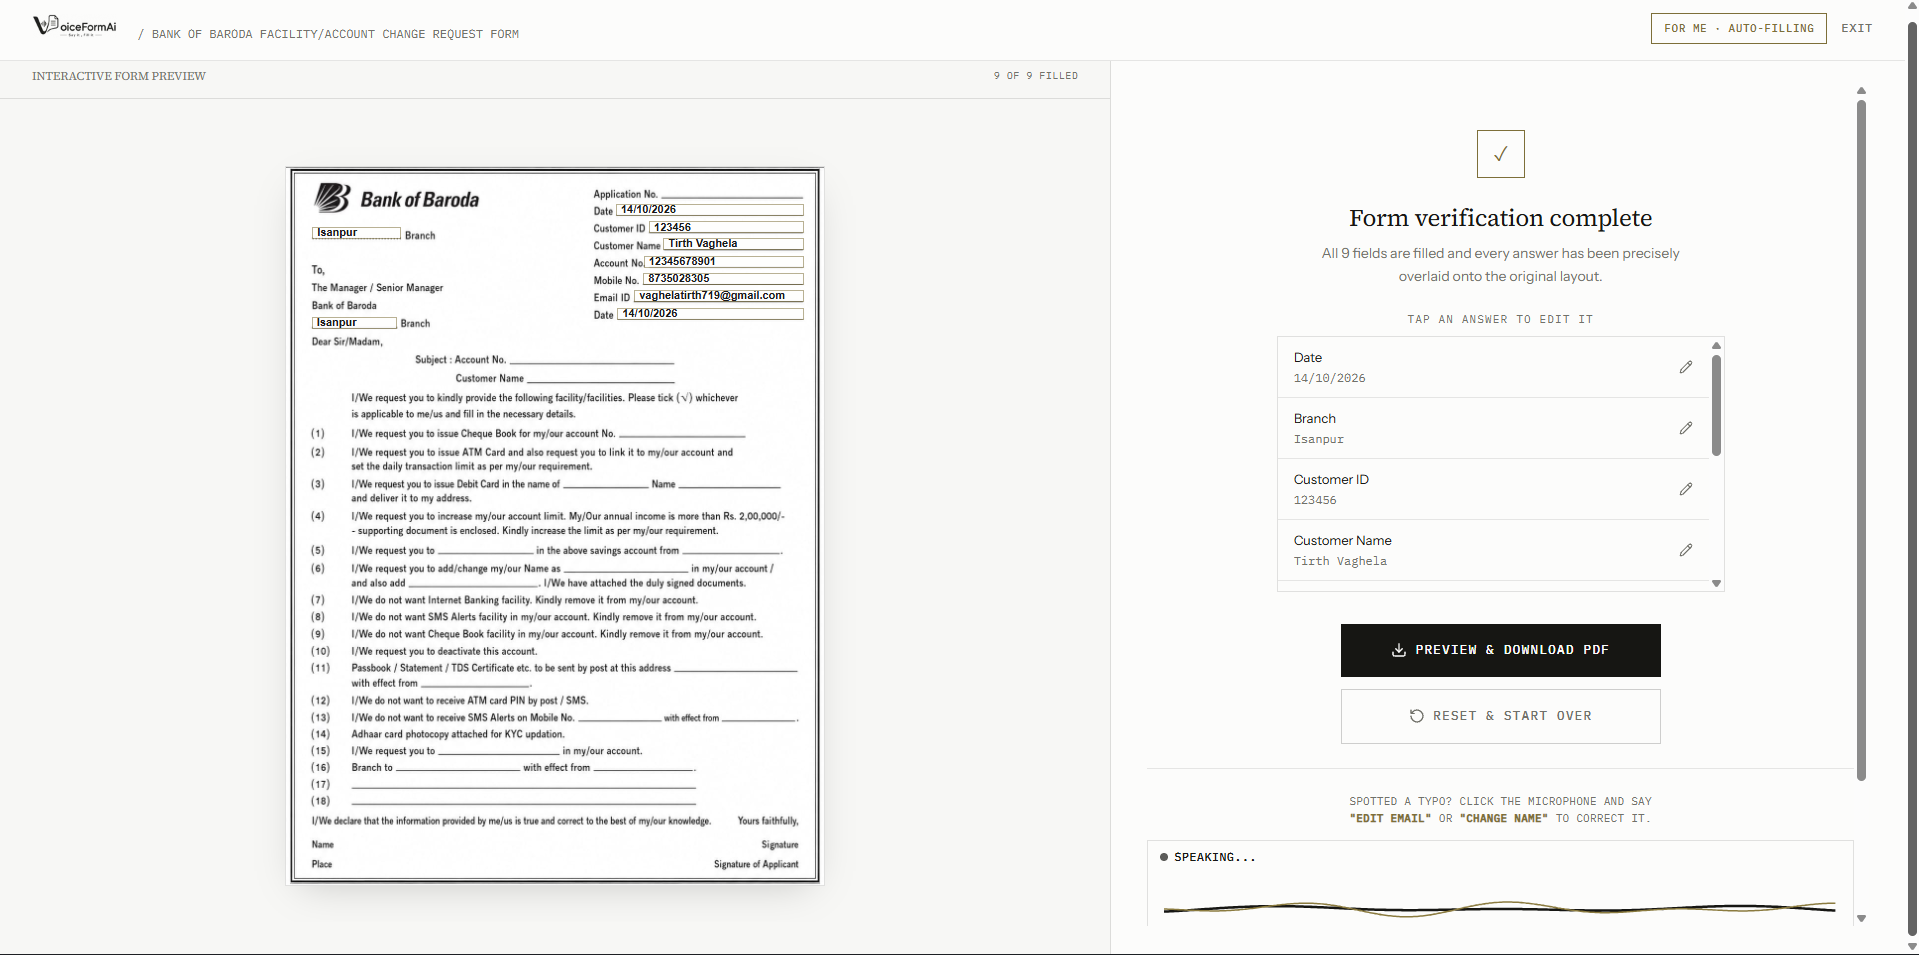 VoiceFormAi
/ BANK OF BARODA FACILITY/ACCOUNT CHANGE REQUEST FORM
FOR ME · AUTO-FILLING
EXIT
INTERACTIVE FORM PREVIEW
9 OF 9 FILLED
Bank of Baroda
Application No.
Date 14/10/2026
Customer ID 123456
Isanpur Branch
Customer Name Tirth Vaghela
Account No. 12345678901
To,
Mobile No. 8735028305
The Manager / Senior Manager
Email ID vaghelatirth719@gmail.com
Bank of Baroda
Date 14/10/2026
Isanpur Branch
Dear Sir/Madam,
Subject : Account No.
Customer Name
I/We request you to kindly provide the following facility/facilities. Please tick (√) whichever
is applicable to me/us and fill in the necessary details.
(1) I/We request you to issue Cheque Book for my/our account No.
(2) I/We request you to issue ATM Card and also request you to link it to my/our account and
set the daily transaction limit as per my/our requirement.
(3) I/We request you to issue Debit Card in the name of Name
and deliver it to my address.
(4) I/We request you to increase my/our account limit. My/Our annual income is more than Rs. 2,00,000/-
- supporting document is enclosed. Kindly increase the limit as per my/our requirement.
(5) I/We request you to in the above savings account from .
(6) I/We request you to add/change my/our Name as in my/our account /
and also add . I/We have attached the duly signed documents.
(7) I/We do not want Internet Banking facility. Kindly remove it from my/our account.
(8) I/We do not want SMS Alerts facility in my/our account. Kindly remove it from my/our account.
(9) I/We do not want Cheque Book facility in my/our account. Kindly remove it from my/our account.
(10) I/We request you to deactivate this account.
(11) Passbook / Statement / TDS Certificate etc. to be sent by post at this address
with effect from .
(12) I/We do not want to receive ATM card PIN by post / SMS.
(13) I/We do not want to receive SMS Alerts on Mobile No. with effect from .
(14) Adhaar card photocopy attached for KYC updation.
(15) I/We request you to in my/our account.
(16) Branch to with effect from .
(17)
(18)
I/We declare that the information provided by me/us is true and correct to the best of my/our knowledge. Yours faithfully,
Name Signature
Place Signature of Applicant
Form verification complete
All 9 fields are filled and every answer has been precisely
overlaid onto the original layout.
TAP AN ANSWER TO EDIT IT
Date
14/10/2026
Branch
Isanpur
Customer ID
123456
Customer Name
Tirth Vaghela
PREVIEW & DOWNLOAD PDF
RESET & START OVER
SPOTTED A TYPO? CLICK THE MICROPHONE AND SAY
"EDIT EMAIL" OR "CHANGE NAME" TO CORRECT IT.
SPEAKING...